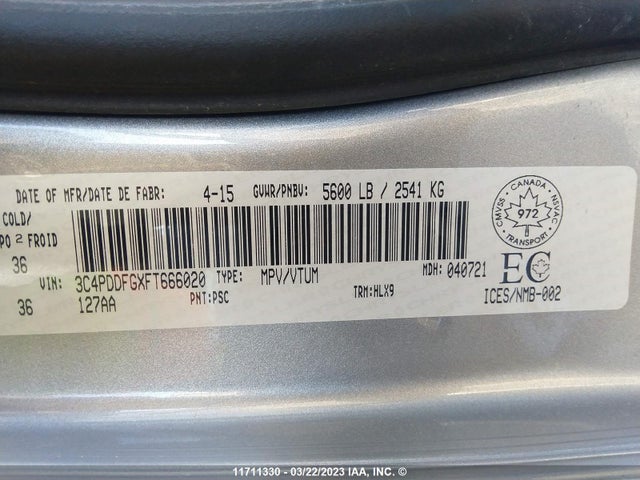 DATE OF MFR/DATE DE FABR: 4-15 GVWR/PNBV: 5600 LB / 2541 KG
COLD/
PO 2 FROID
36
VIN: 3C4PDDFGXFT666020 TYPE: MPV/VTUM MDH: 040721
36 127AA PNT:PSC TRM:HLX9
CMVSS CANADA NSVAC
972
TRANSPORT
EC
ICES/NMB-002
11711330 - 03/22/2023 IAA, INC.©